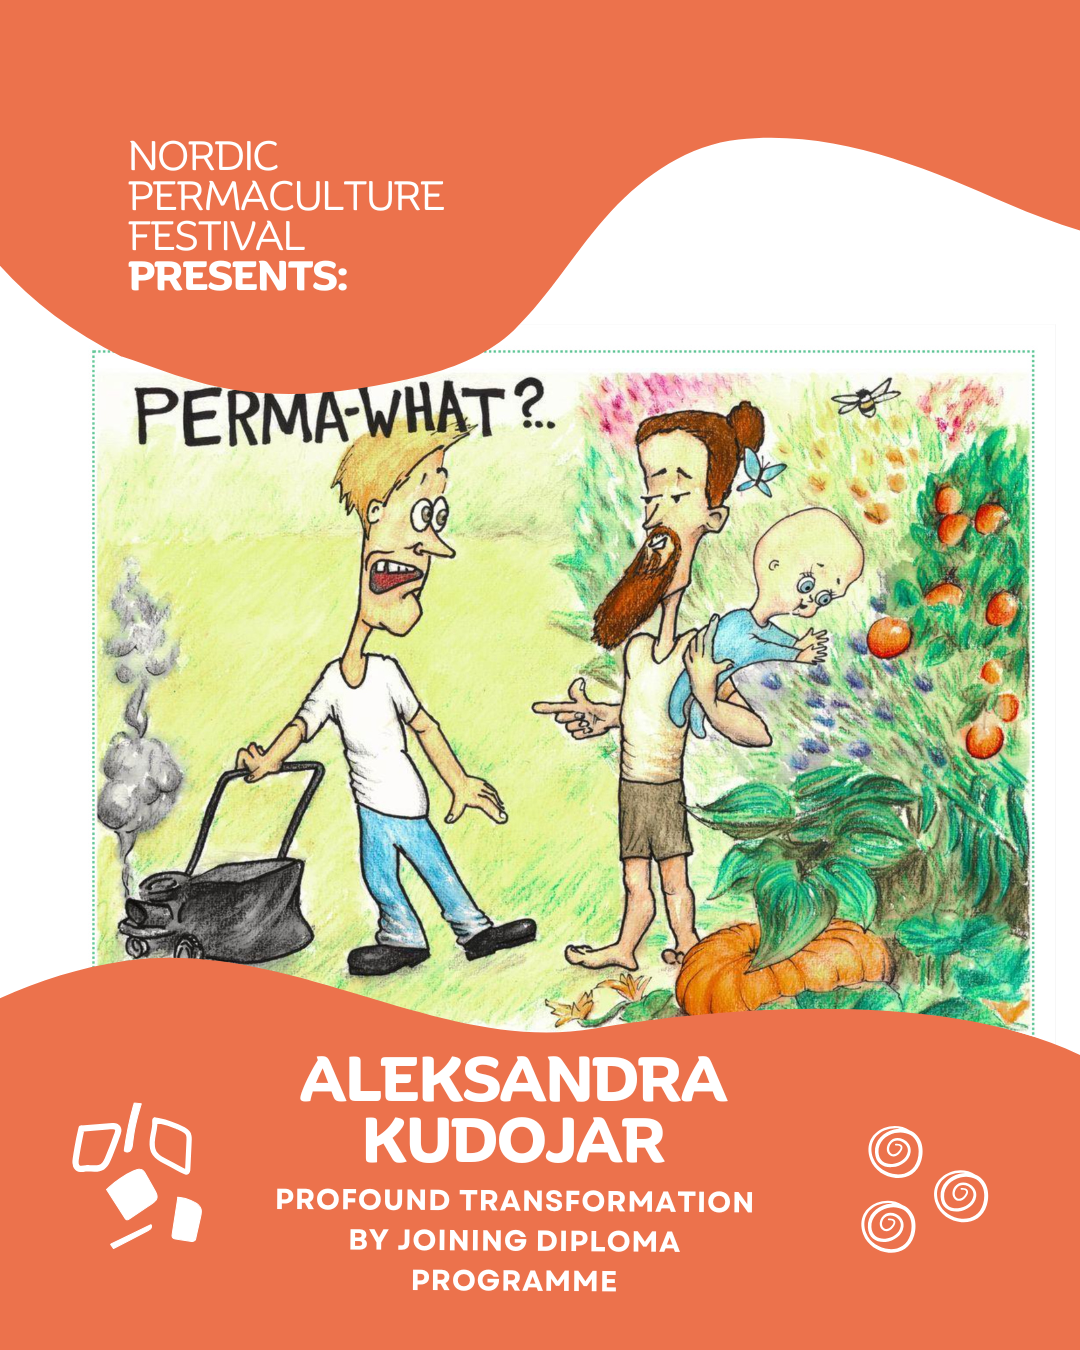 NORDIC
PERMACULTURE
FESTIVAL
PRESENTS:
PERMA-WHAT?..
ALEKSANDRA
KUDOJAR
PROFOUND TRANSFORMATION
BY JOINING DIPLOMA
PROGRAMME